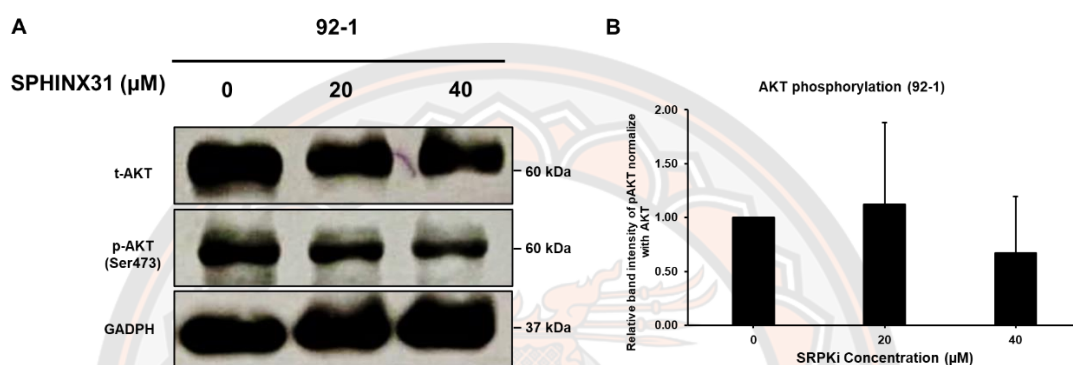 A
92-1
SPHINX31 (μM)
0 20 40
t-AKT
60 kDa
p-AKT
(Ser473)
60 kDa
GADPH
37 kDa
B
AKT phosphorylation (92-1)
Relative band intensity of pAKT normalize
with AKT
2.00
1.50
1.00
0.50
0.00
0 20 40
SRPKi Concentration (μM)